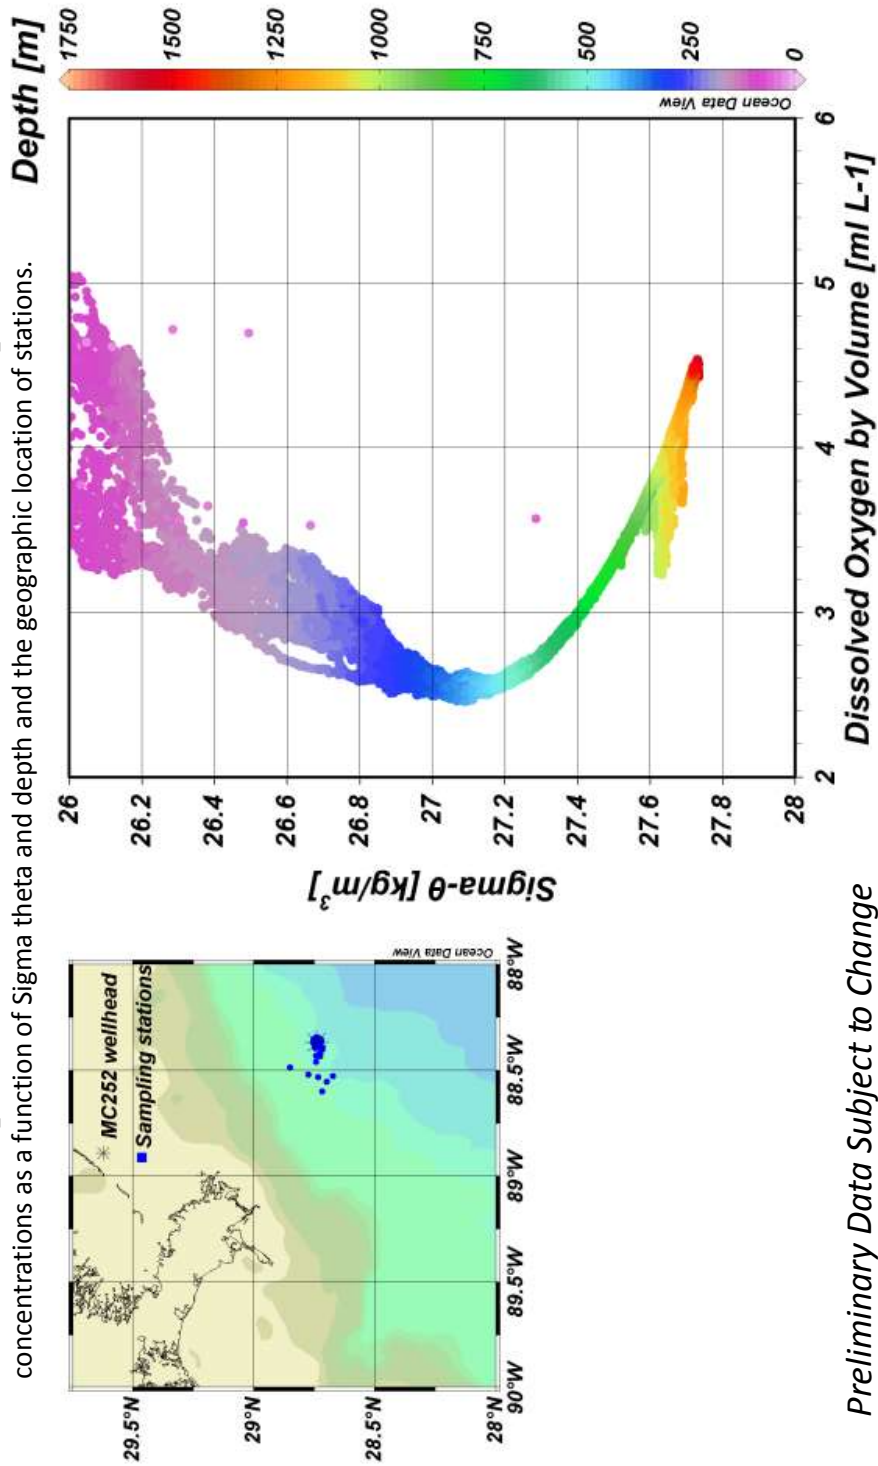 concentrations as a function of Sigma theta and depth and the geographic location of stations.
29.5°N
29°N
28.5°N
28°N
90°W
89.5°W
89°W
88.5°W
88°W
MC252 wellhead
Sampling stations
Ocean Data View
Sigma-θ [kg/m³]
26
26.2
26.4
26.6
26.8
27
27.2
27.4
27.6
27.8
28
2
3
4
5
6
Dissolved Oxygen by Volume [ml L-1]
Depth [m]
1750
1500
1250
1000
750
500
250
0
Ocean Data View
Preliminary Data Subject to Change